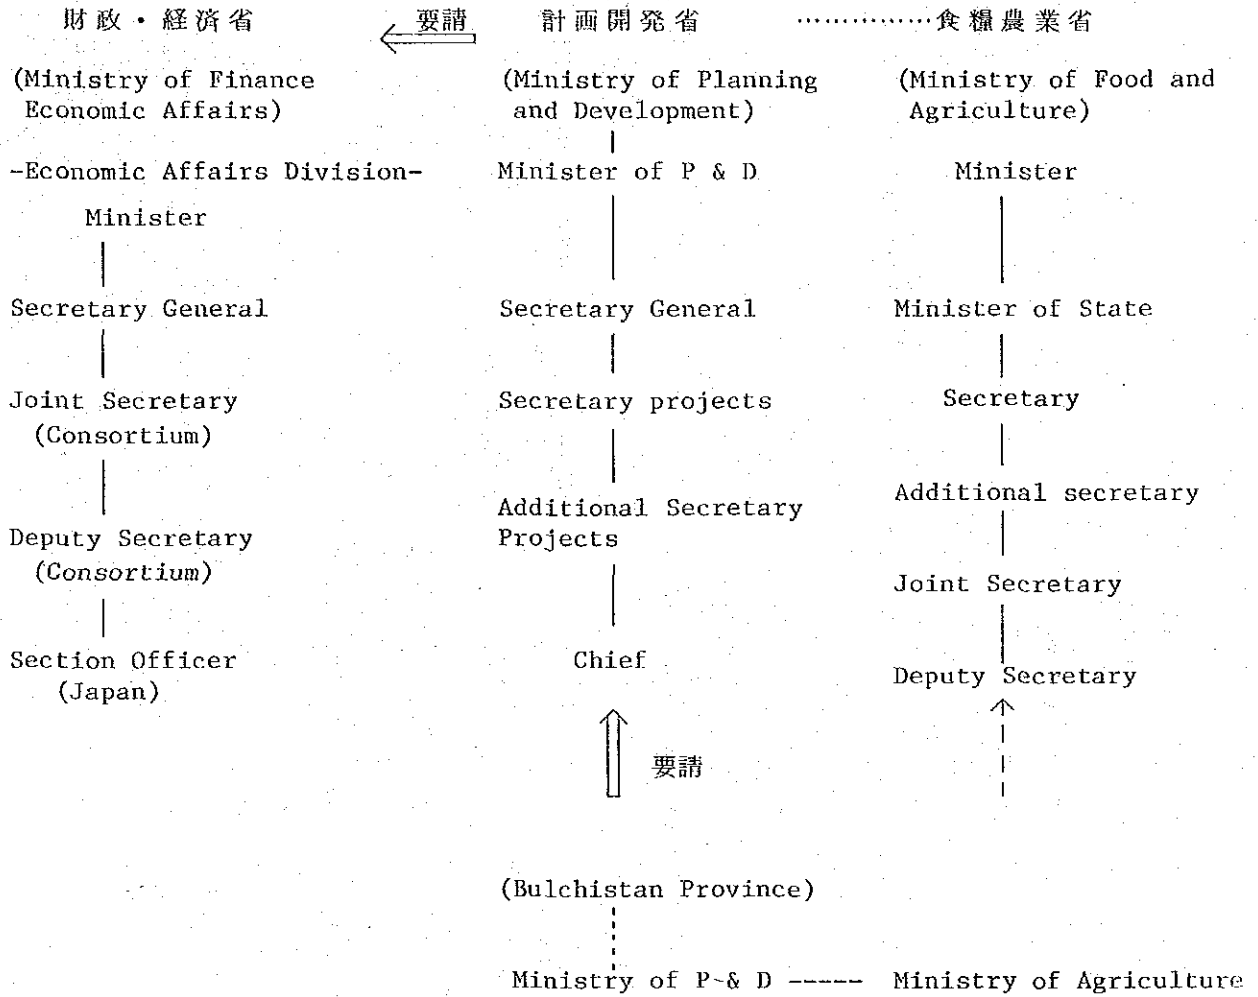 財政・経済省 要請 計画開発省 ……………食糧農業省
(Ministry of Finance
Economic Affairs)
(Ministry of Planning
and Development)
(Ministry of Food and
Agriculture)
-Economic Affairs Division-
Minister
Secretary General
Joint Secretary
(Consortium)
Deputy Secretary
(Consortium)
Section Officer
(Japan)
Minister of P & D
Secretary General
Secretary projects
Additional Secretary
Projects
Chief
要請
(Bulchistan Province)
Ministry of P & D ----- Ministry of Agriculture
Minister
Minister of State
Secretary
Additional secretary
Joint Secretary
Deputy Secretary